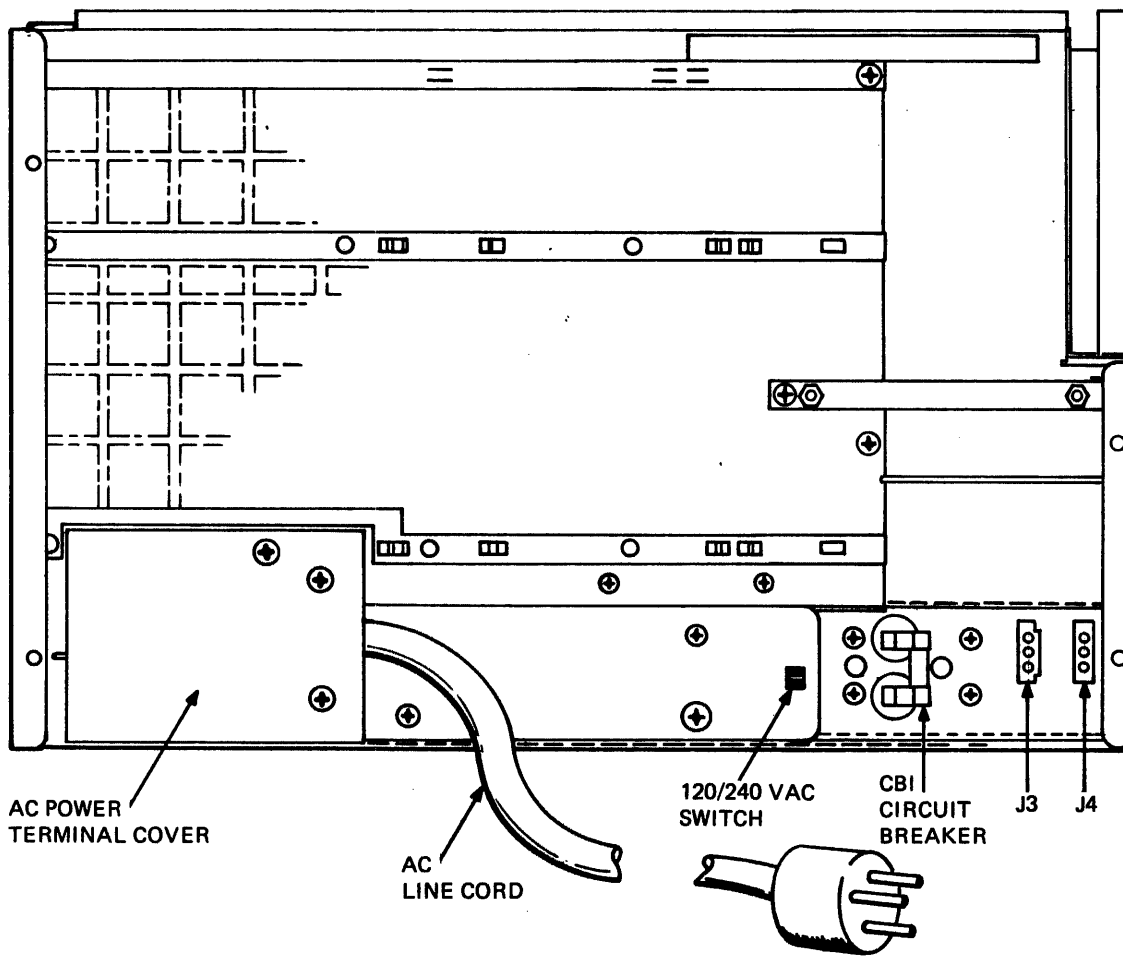 AC POWER
TERMINAL COVER
AC
LINE CORD
120/240 VAC
SWITCH
CBI
CIRCUIT
BREAKER
J3
J4